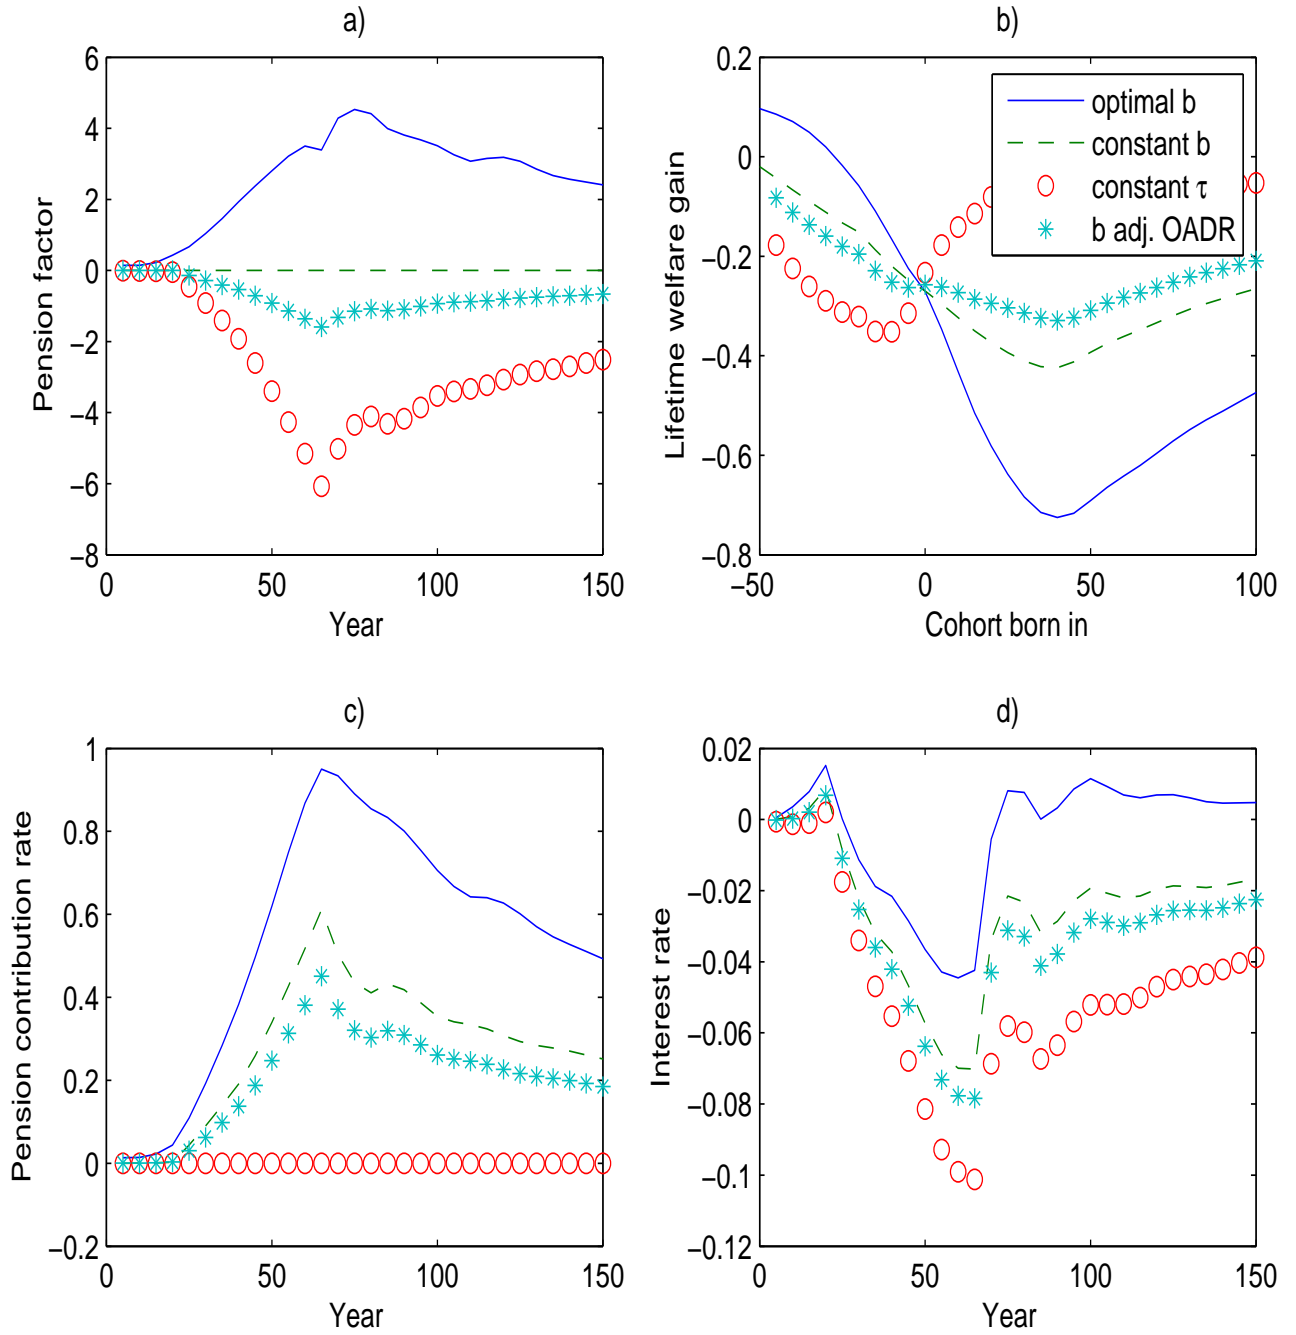 a)
6
4
2
0
−2
−4
−6
−8
0
50
100
150
Pension factor
Year
b)
0.2
0
−0.2
−0.4
−0.6
−0.8
−50
0
50
100
Lifetime welfare gain
Cohort born in
optimal b
constant b
constant τ
b adj. OADR
c)
1
0.8
0.6
0.4
0.2
0
−0.2
0
50
100
150
Pension contribution rate
Year
d)
0.02
0
−0.02
−0.04
−0.06
−0.08
−0.1
−0.12
0
50
100
150
Interest rate
Year